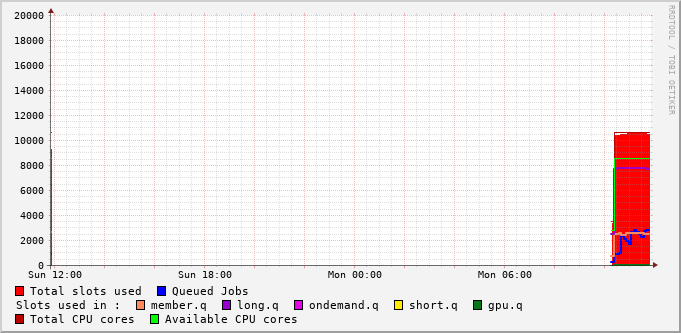 RRDTOOL / TOBI OETIKER
20000
18000
16000
14000
12000
10000
8000
6000
4000
2000
0
Sun 12:00 Sun 18:00 Mon 00:00 Mon 06:00
Total slots used Queued Jobs
Slots used in : member.q long.q ondemand.q short.q gpu.q
Total CPU cores Available CPU cores